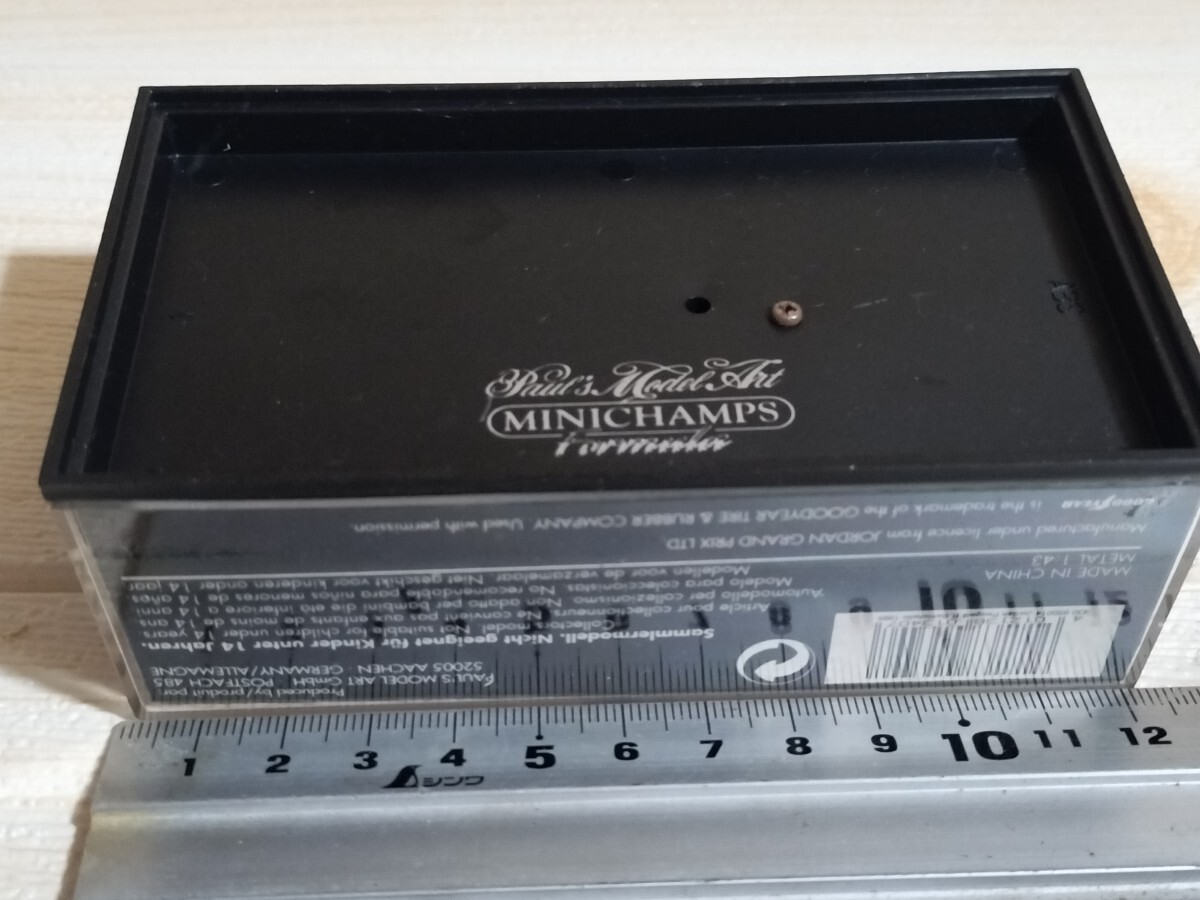 Paul's Model Art
MINICHAMPS
Formula
GOODYEAR is the trademark of the GOODYEAR TIRE & RUBBER COMPANY Used with permission.
Manufactured under licence from JORDAN GRAND PRIX LTD
METAL 1:43
MADE IN CHINA
Modellen voor de verzamelaar. Niet geschikt voor kinderen onder 14 jaar
Modelo para coleccionistas. No recomendado para niños menores de 14 años
Automodello per collezionismo. Non adatto per bambini di età inferiore a 14 anni
Article pour collectionneurs. Ne convient pas aux enfants de moins de 14 ans
Collectors model. Not suitable for children under 14 years
Sammlermodell. Nicht geeignet für Kinder unter 14 Jahren.
PAUL'S MODEL ART GmbH · POSTFACH 485
52005 AACHEN · GERMANY/ALLEMAGNE
Produced by/produit par:
1 2 3 4 5 6 7 8 9 10 11 12